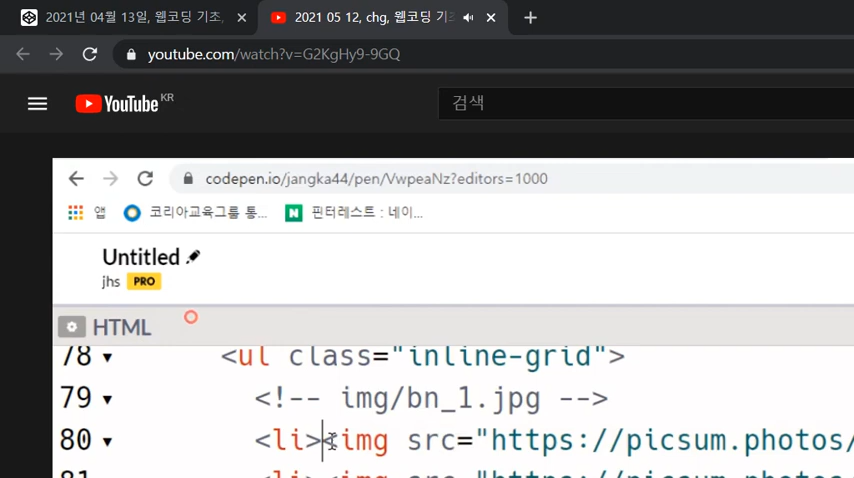 2021년 04월 13일, 웹코딩 기초,
2021 05 12, chg, 웹코딩 기초
youtube.com/watch?v=G2KgHy9-9GQ
YouTube KR
검색
codepen.io/jangka44/pen/VwpeaNz?editors=1000
앱
코리아교육그룹 통...
핀터레스트 : 네이...
Untitled
jhs PRO
HTML
78 <ul class="inline-grid">
79 <!-- img/bn_1.jpg -->
80 <li><img src="https://picsum.photos/